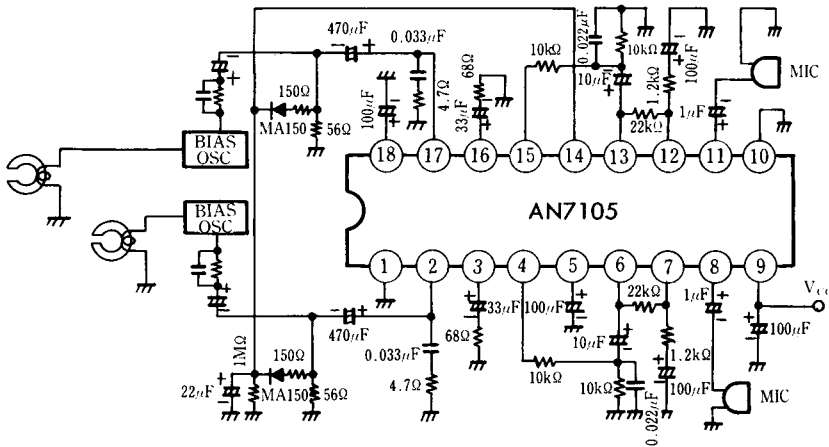 470µF
0.033µF
150Ω
MA150
56Ω
BIAS
OSC
100µF
4.7Ω
68Ω
33µF
10kΩ
0.022µF
10kΩ
10µF
22kΩ
1.2kΩ
100µF
1µF
MIC
18 17 16 15 14 13 12 11 10
AN7105
1 2 3 4 5 6 7 8 9
BIAS
OSC
470µF
1MΩ
150Ω
MA150
22µF
56Ω
0.033µF
4.7Ω
33µF
68Ω
100µF
10kΩ
10µF
10kΩ
0.022µF
22kΩ
1.2kΩ
100µF
1µF
MIC
100µF
Vcc